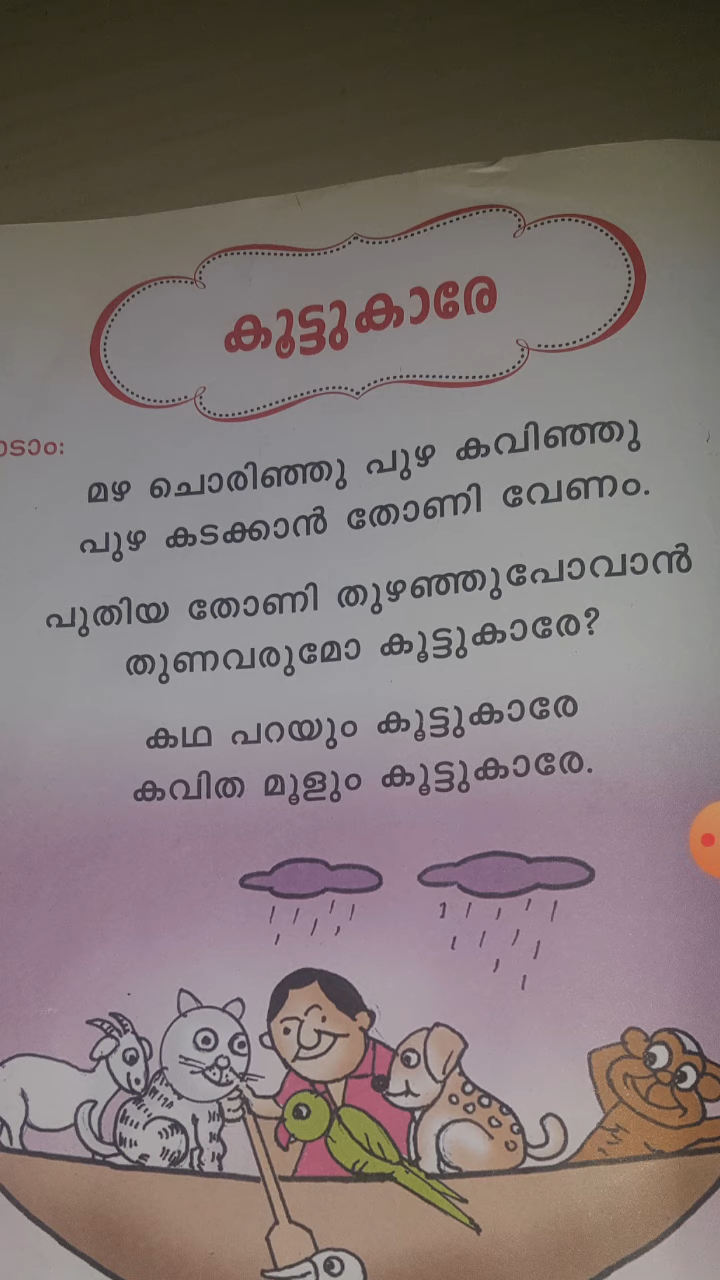 കൂട്ടുകാരേ
മഴ ചൊരിഞ്ഞു പുഴ കവിഞ്ഞു
പുഴ കടക്കാൻ തോണി വേണം.
പുതിയ തോണി തുഴഞ്ഞുപോവാൻ
തുണവരുമോ കൂട്ടുകാരേ?
കഥ പറയും കൂട്ടുകാരേ
കവിത മൂളും കൂട്ടുകാരേ.